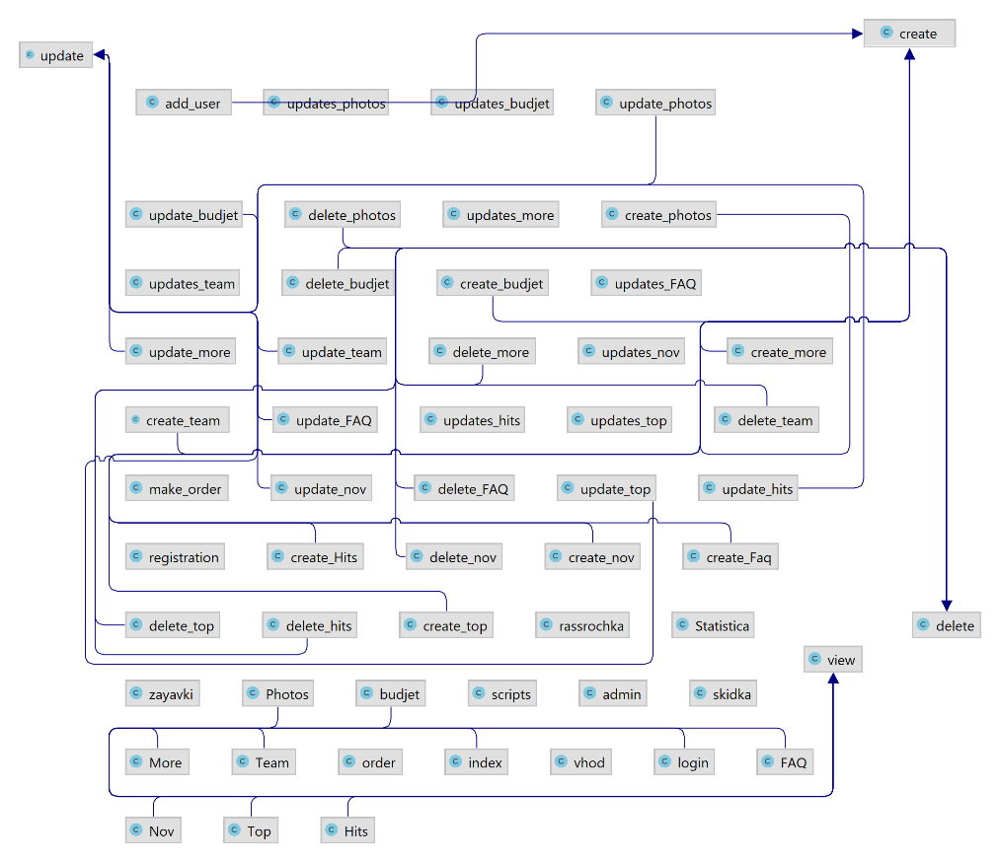 create
update
add_user
updates_photos
updates_budjet
update_photos
update_budjet
delete_photos
updates_more
create_photos
updates_team
delete_budjet
create_budjet
updates_FAQ
update_more
update_team
delete_more
updates_nov
create_more
create_team
update_FAQ
updates_hits
updates_top
delete_team
make_order
update_nov
delete_FAQ
update_top
update_hits
registration
create_Hits
delete_nov
create_nov
create_Faq
delete_top
delete_hits
create_top
rassrochka
Statistica
delete
view
zayavki
Photos
budjet
scripts
admin
skidka
More
Team
order
index
vhod
login
FAQ
Nov
Top
Hits